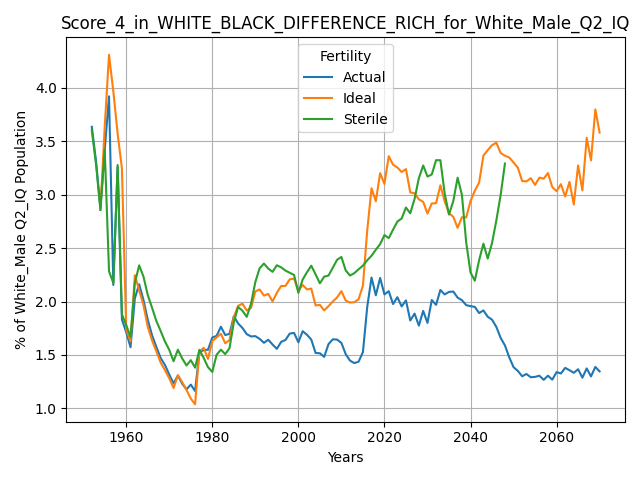 Score_4_in_WHITE_BLACK_DIFFERENCE_RICH_for_White_Male_Q2_IQ
Fertility
Actual
Ideal
Sterile
% of White_Male Q2_IQ Population
4.0
3.5
3.0
2.5
2.0
1.5
1.0
1960
1980
2000
2020
2040
2060
Years